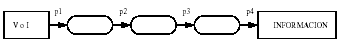 p1 p2 p3 p4
V o I INFORMACION